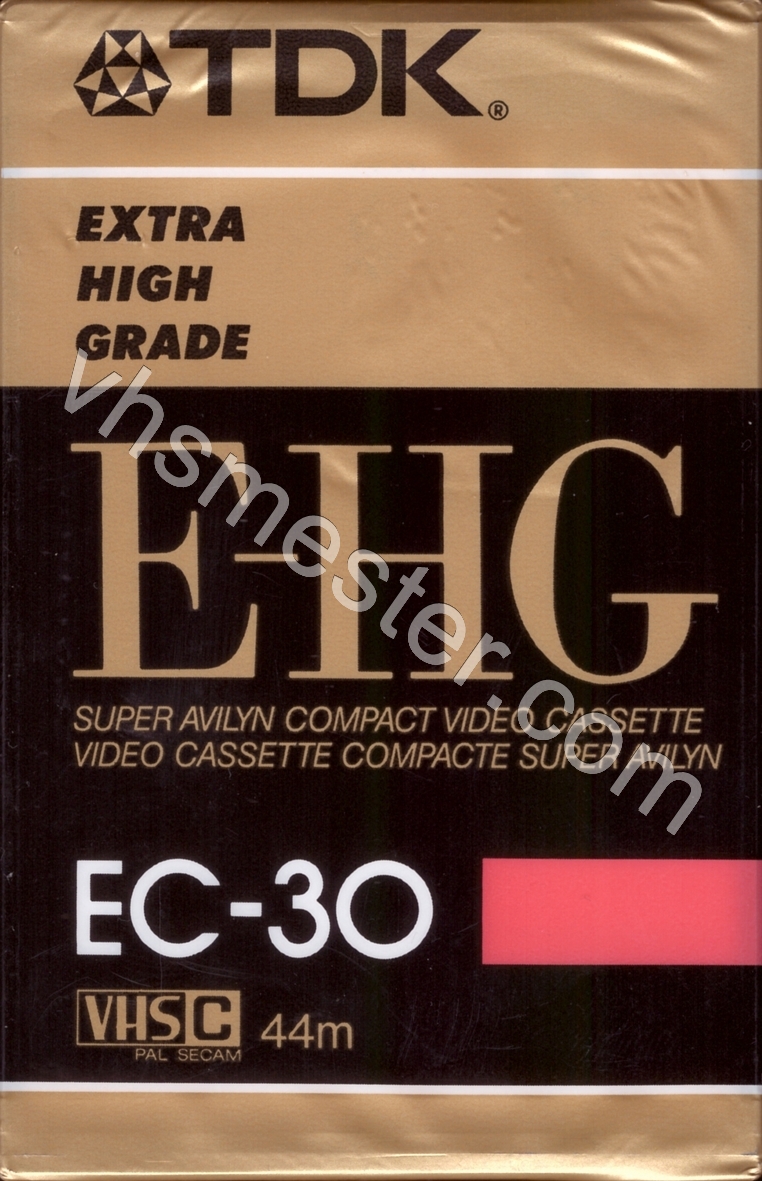 TDK®
EXTRA
HIGH
GRADE
E-HG
SUPER AVILYN COMPACT VIDEO CASSETTE
VIDEO CASSETTE COMPACTE SUPER AVILYN
EC-30
VHS C
PAL SECAM
44m
vhsmester.com